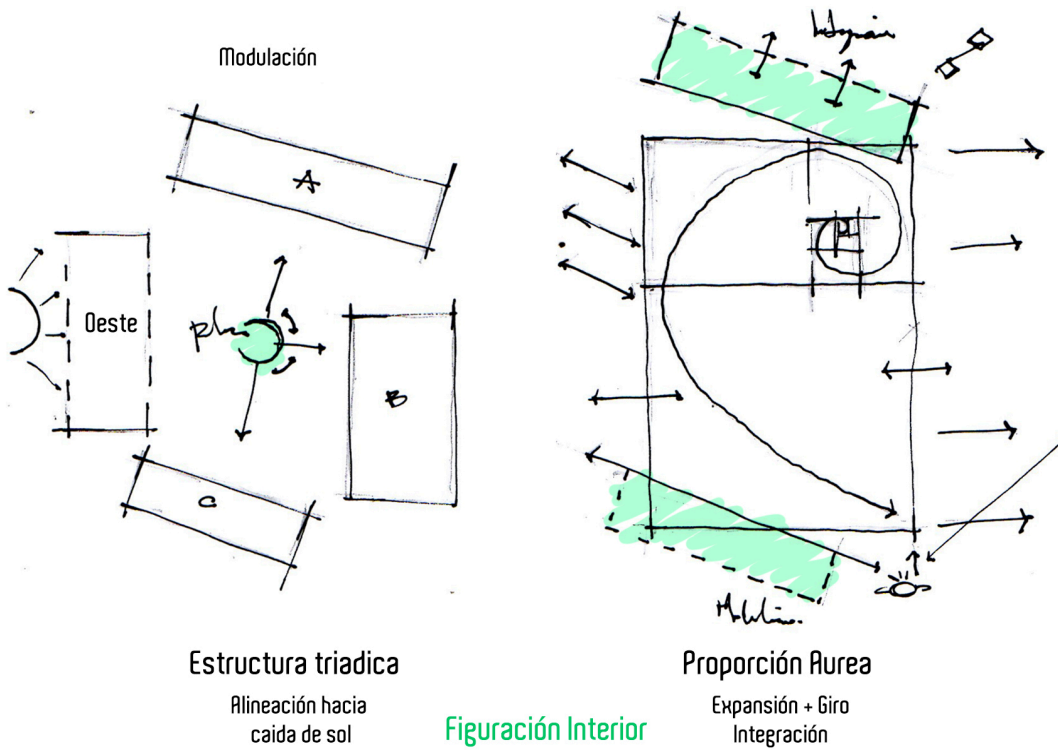 Modulación
A
Oeste
B
C
Estructura triadica
Alineación hacia
caida de sol
Figuración Interior
Proporción Aurea
Expansión + Giro
Integración